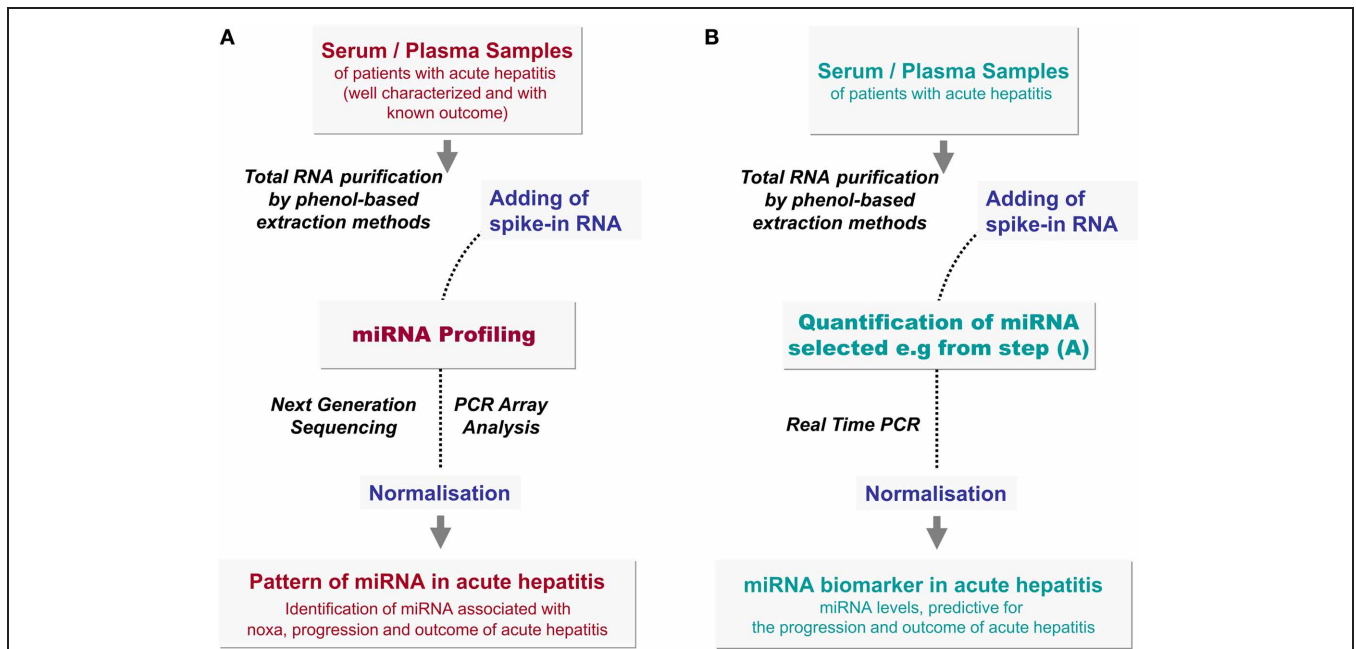 A
Serum / Plasma Samples
of patients with acute hepatitis
(well characterized and with
known outcome)
Total RNA purification
by phenol-based
extraction methods
Adding of
spike-in RNA
miRNA Profiling
Next Generation
Sequencing
PCR Array
Analysis
Normalisation
Pattern of miRNA in acute hepatitis
Identification of miRNA associated with
noxa, progression and outcome of acute hepatitis
B
Serum / Plasma Samples
of patients with acute hepatitis
Total RNA purification
by phenol-based
extraction methods
Adding of
spike-in RNA
Quantification of miRNA
selected e.g from step (A)
Real Time PCR
Normalisation
miRNA biomarker in acute hepatitis
miRNA levels, predictive for
the progression and outcome of acute hepatitis